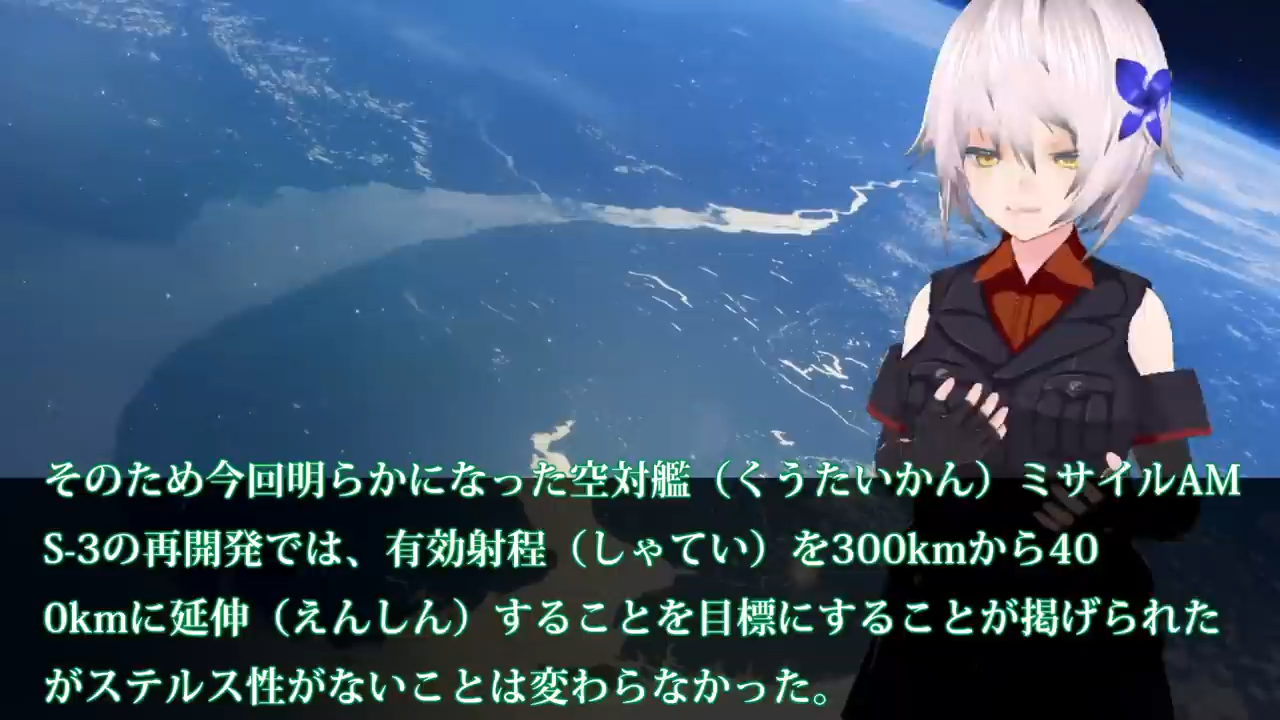 そのため今回明らかになった空対艦（くうたいかん）ミサイルAM
S-3の再開発では、有効射程（しゃてい）を300kmから40
0kmに延伸（えんしん）することを目標にすることが掲げられた
がステルス性がないことは変わらなかった。